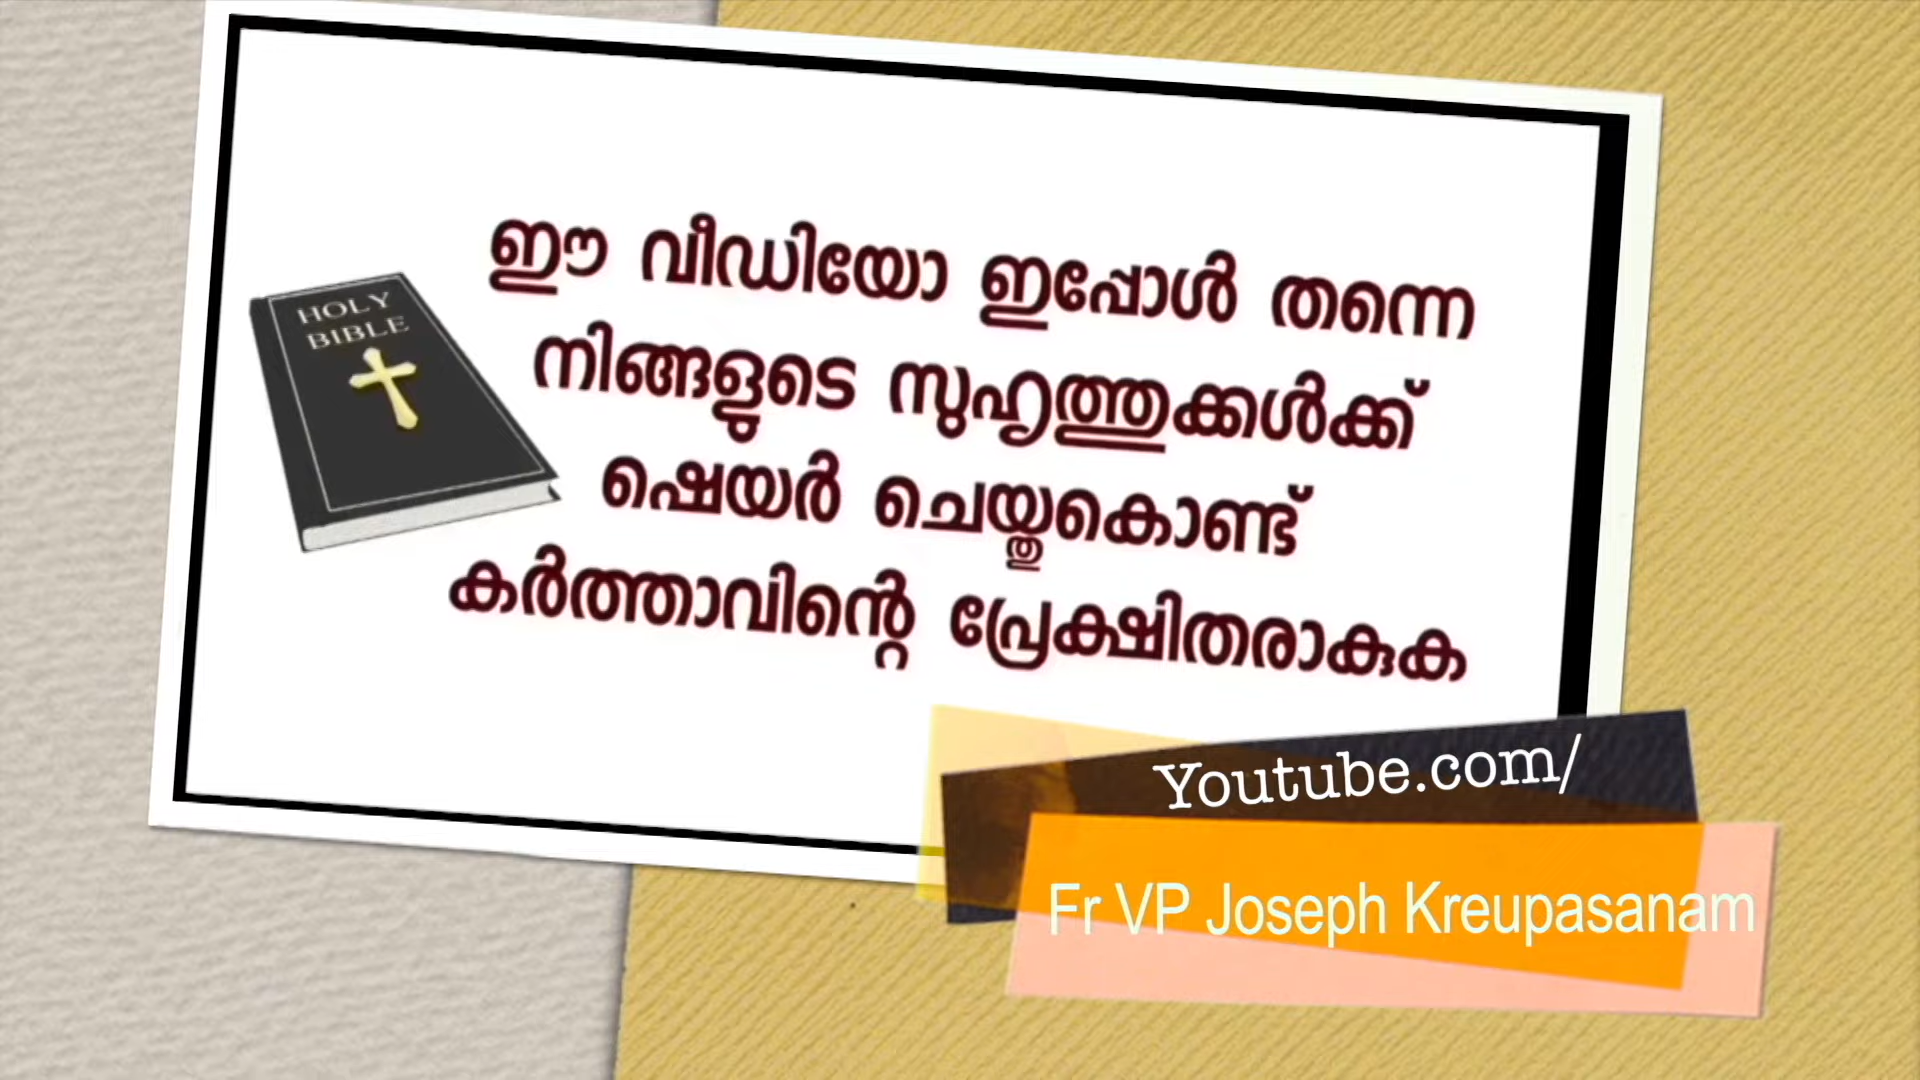 HOLY
BIBLE
ഈ വീഡിയോ ഇപ്പോൾ തന്നെ
നിങ്ങളുടെ സുഹൃത്തുക്കൾക്ക്
ഷെയർ ചെയ്തുകൊണ്ട്
കർത്താവിന്റെ പ്രേക്ഷിതരാകുക
Youtube.com/
Fr VP Joseph Kreupasanam